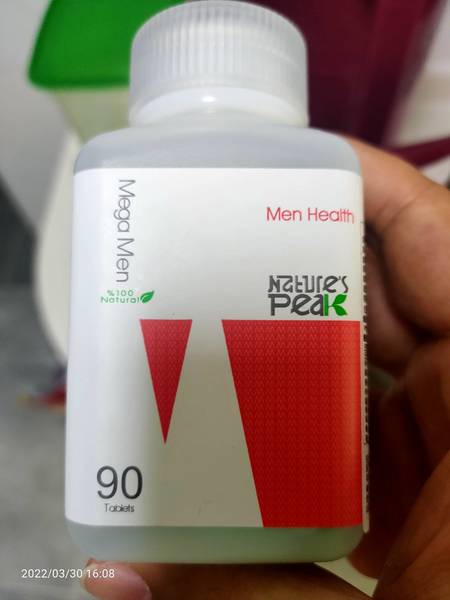 Mega Men
%100
Natural
Men Health
Nature's
Peak
90
Tablets
2022/03/30 16:08